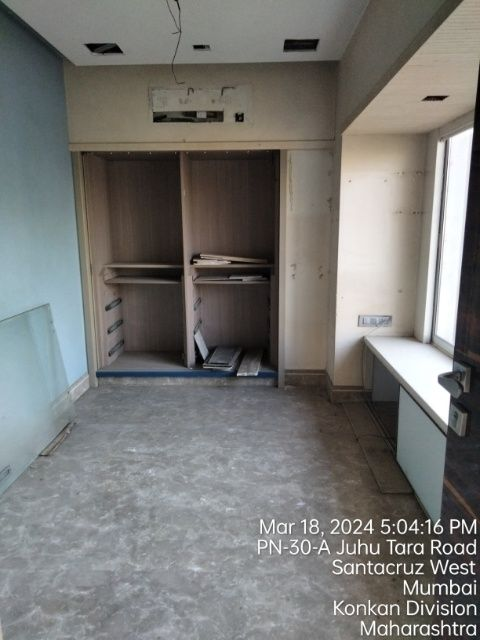 Mar 18, 2024 5:04:16 PM
PN-30-A Juhu Tara Road
Santacruz West
Mumbai
Konkan Division
Maharashtra